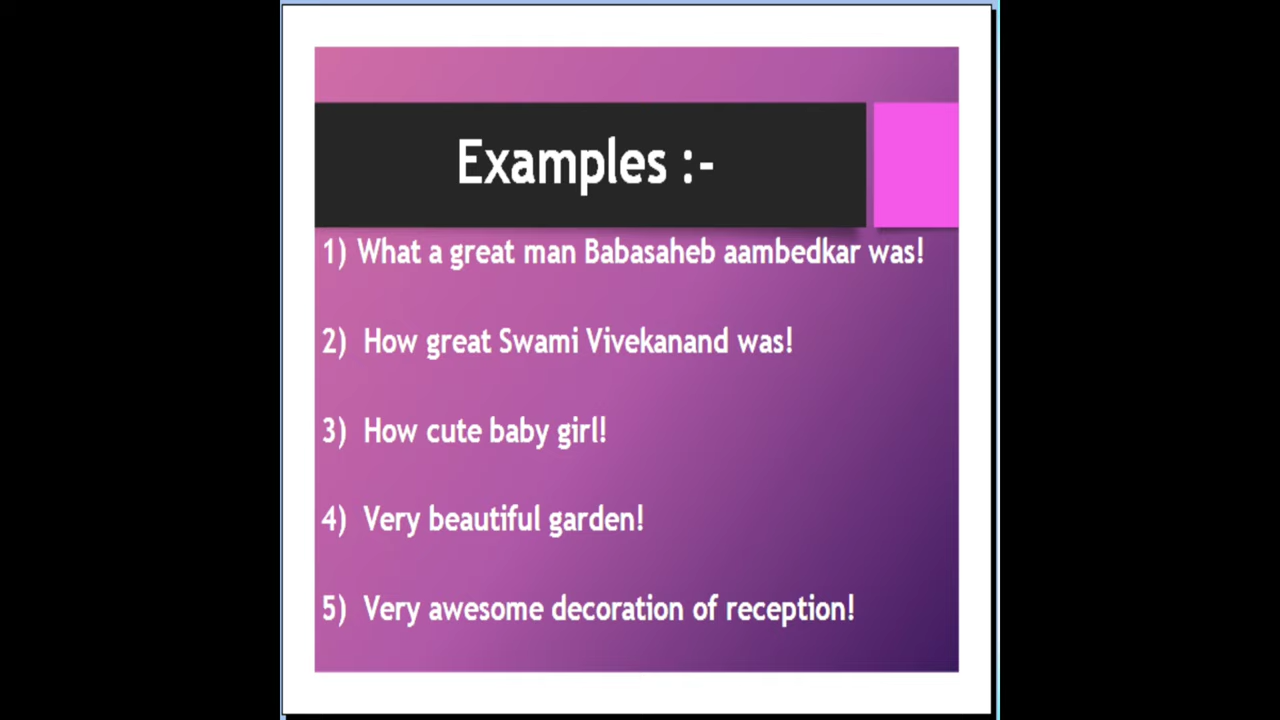 Examples :-
1) What a great man Babasaheb aambedkar was!
2) How great Swami Vivekanand was!
3) How cute baby girl!
4) Very beautiful garden!
5) Very awesome decoration of reception!